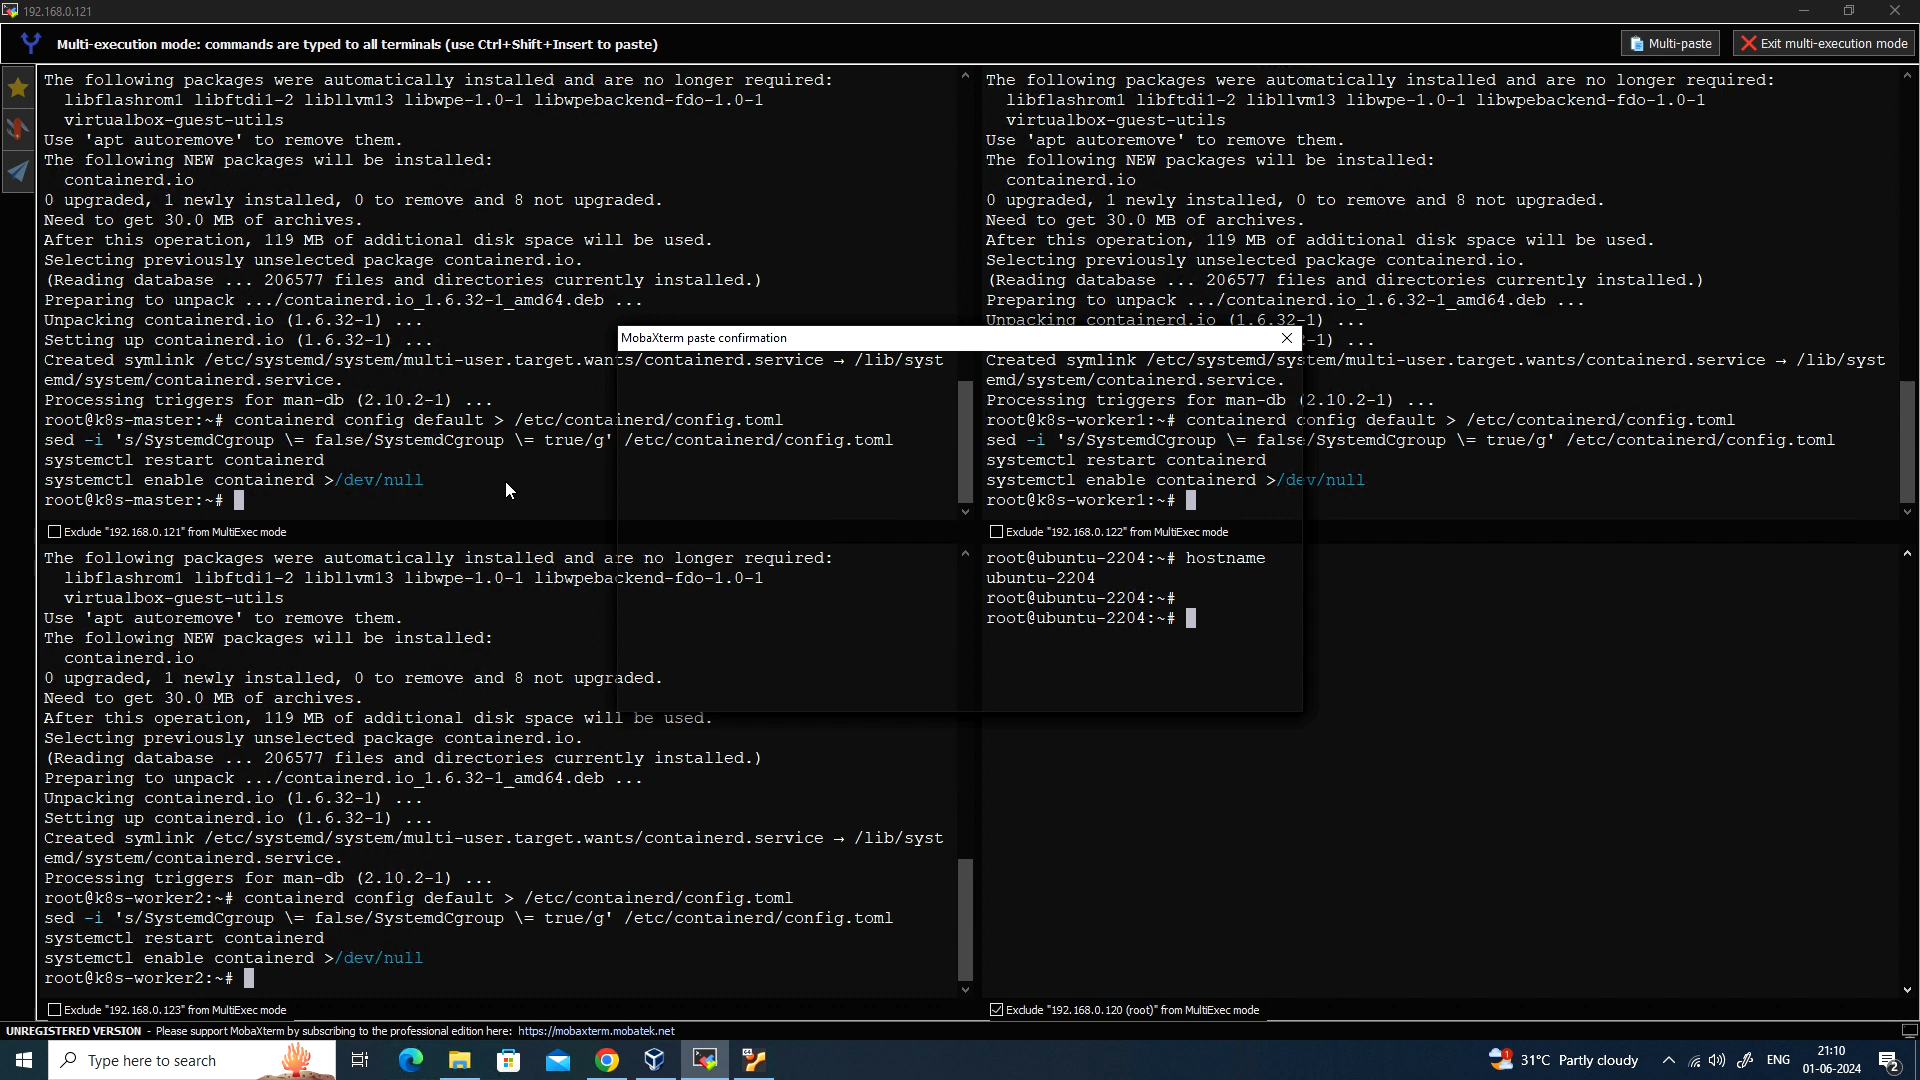 192.168.0.121
Multi-execution mode: commands are typed to all terminals (use Ctrl+Shift+Insert to paste)
Multi-paste
Exit multi-execution mode
The following packages were automatically installed and are no longer required:
libflashrom1 libftdi1-2 libllvm13 libwpe-1.0-1 libwpebackend-fdo-1.0-1
virtualbox-guest-utils
Use 'apt autoremove' to remove them.
The following NEW packages will be installed:
containerd.io
0 upgraded, 1 newly installed, 0 to remove and 8 not upgraded.
Need to get 30.0 MB of archives.
After this operation, 119 MB of additional disk space will be used.
Selecting previously unselected package containerd.io.
(Reading database ... 206577 files and directories currently installed.)
Preparing to unpack .../containerd.io_1.6.32-1_amd64.deb ...
Unpacking containerd.io (1.6.32-1) ...
Setting up containerd.io (1.6.32-1) ...
Created symlink /etc/systemd/system/multi-user.target.wants/containerd.service → /lib/syst
emd/system/containerd.service.
Processing triggers for man-db (2.10.2-1) ...
root@k8s-master:~# containerd config default > /etc/containerd/config.toml
sed -i 's/SystemdCgroup \= false/SystemdCgroup \= true/g' /etc/containerd/config.toml
systemctl restart containerd
systemctl enable containerd >/dev/null
root@k8s-master:~#
Exclude "192.168.0.121" from MultiExec mode
The following packages were automatically installed and are no longer required:
libflashrom1 libftdi1-2 libllvm13 libwpe-1.0-1 libwpebackend-fdo-1.0-1
virtualbox-guest-utils
Use 'apt autoremove' to remove them.
The following NEW packages will be installed:
containerd.io
0 upgraded, 1 newly installed, 0 to remove and 8 not upgraded.
Need to get 30.0 MB of archives.
After this operation, 119 MB of additional disk space will be used.
Selecting previously unselected package containerd.io.
(Reading database ... 206577 files and directories currently installed.)
Preparing to unpack .../containerd.io_1.6.32-1_amd64.deb ...
Unpacking containerd.io (1.6.32-1) ...
-1) ...
Created symlink /etc/systemd/system/multi-user.target.wants/containerd.service → /lib/syst
emd/system/containerd.service.
Processing triggers for man-db (2.10.2-1) ...
root@k8s-worker1:~# containerd config default > /etc/containerd/config.toml
sed -i 's/SystemdCgroup \= false/SystemdCgroup \= true/g' /etc/containerd/config.toml
systemctl restart containerd
systemctl enable containerd >/dev/null
root@k8s-worker1:~#
Exclude "192.168.0.122" from MultiExec mode
MobaXterm paste confirmation
The following packages were automatically installed and are no longer required:
libflashrom1 libftdi1-2 libllvm13 libwpe-1.0-1 libwpebackend-fdo-1.0-1
virtualbox-guest-utils
Use 'apt autoremove' to remove them.
The following NEW packages will be installed:
containerd.io
0 upgraded, 1 newly installed, 0 to remove and 8 not upgraded.
Need to get 30.0 MB of archives.
After this operation, 119 MB of additional disk space will be used.
Selecting previously unselected package containerd.io.
(Reading database ... 206577 files and directories currently installed.)
Preparing to unpack .../containerd.io_1.6.32-1_amd64.deb ...
Unpacking containerd.io (1.6.32-1) ...
Setting up containerd.io (1.6.32-1) ...
Created symlink /etc/systemd/system/multi-user.target.wants/containerd.service → /lib/syst
emd/system/containerd.service.
Processing triggers for man-db (2.10.2-1) ...
root@k8s-worker2:~# containerd config default > /etc/containerd/config.toml
sed -i 's/SystemdCgroup \= false/SystemdCgroup \= true/g' /etc/containerd/config.toml
systemctl restart containerd
systemctl enable containerd >/dev/null
root@k8s-worker2:~#
Exclude "192.168.0.123" from MultiExec mode
root@ubuntu-2204:~# hostname
ubuntu-2204
root@ubuntu-2204:~#
root@ubuntu-2204:~#
Exclude "192.168.0.120 (root)" from MultiExec mode
UNREGISTERED VERSION - Please support MobaXterm by subscribing to the professional edition here: https://mobaxterm.mobatek.net
Type here to search
1
31°C Partly cloudy
ENG
21:10
01-06-2024
2